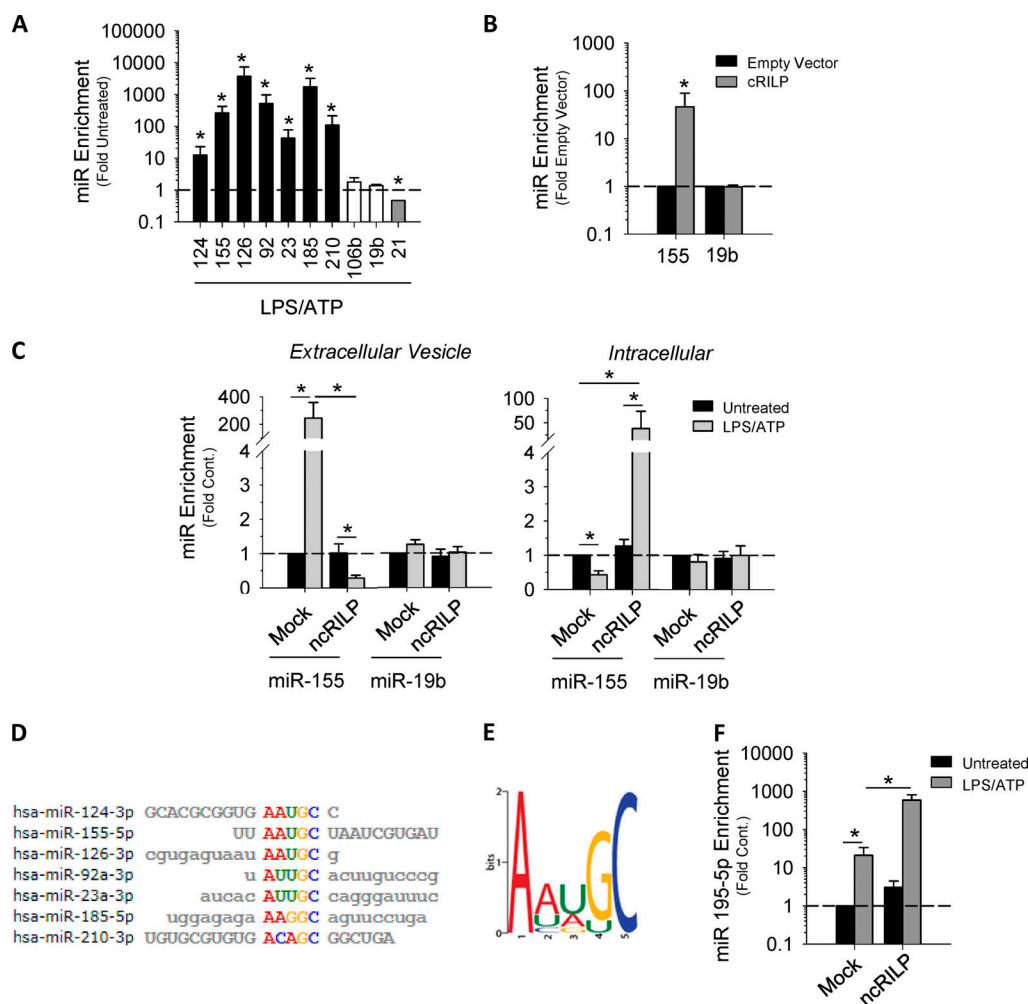 A
miR Enrichment
(Fold Untreated)
100000
10000
1000
100
10
1
0.1
* * * * * * * *
124 155 126 92 23 185 210 106b 19b 21
LPS/ATP
B
miR Enrichment
(Fold Empty Vector)
1000
100
10
1
0.1
*
Empty Vector
cRILP
155 19b
C
Extracellular Vesicle
miR Enrichment
(Fold Cont.)
400
200
4
3
2
1
0
* * *
Mock ncRILP Mock ncRILP
miR-155 miR-19b
Intracellular
100
50
4
3
2
1
0
* * *
Untreated
LPS/ATP
Mock ncRILP Mock ncRILP
miR-155 miR-19b
D
hsa-miR-124-3p GCACGCGGUG AAUGC C
hsa-miR-155-5p UU AAUGC UAAUCGUGAU
hsa-miR-126-3p cgugaguaau AAUGC g
hsa-miR-92a-3p u AUUGC acuugucccg
hsa-miR-23a-3p aucac AUUGC cagggauuuc
hsa-miR-185-5p uggagaga AAGGC aguuccuga
hsa-miR-210-3p UGUGCGUGUG ACAGC GGCUGA
E
bits
2
1
0
A A U G C
U A U
1 2 3 4 5
F
miR 195-5p Enrichment
(Fold Cont.)
10000
1000
100
10
1
0.1
* *
Untreated
LPS/ATP
Mock ncRILP